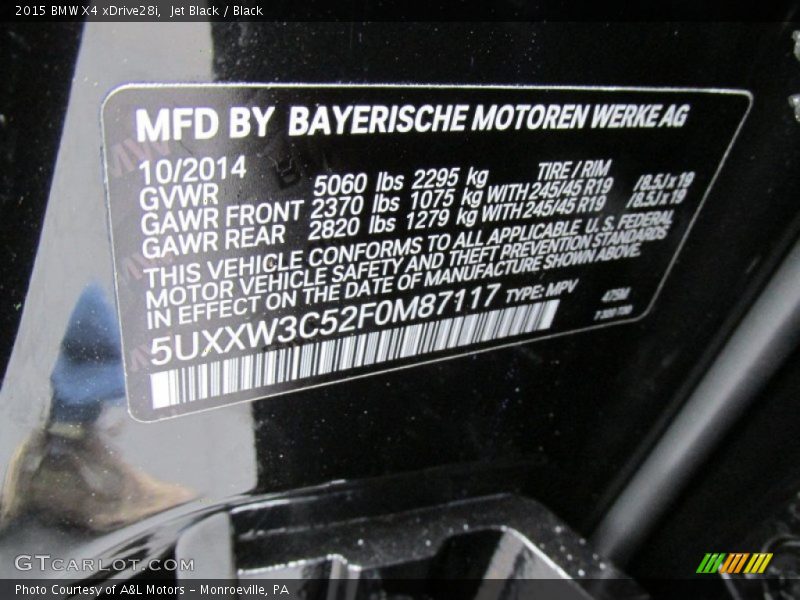 2015 BMW X4 xDrive28i, Jet Black / Black
MFD BY BAYERISCHE MOTOREN WERKE AG
10/2014 TIRE / RIM
GVWR 5060 lbs 2295 kg
GAWR FRONT 2370 lbs 1075 kg WITH 245/45 R19 /8.5J x 19
GAWR REAR 2820 lbs 1279 kg WITH 245/45 R19 /8.5J x 19
THIS VEHICLE CONFORMS TO ALL APPLICABLE U. S. FEDERAL
MOTOR VEHICLE SAFETY AND THEFT PREVENTION STANDARDS
IN EFFECT ON THE DATE OF MANUFACTURE SHOWN ABOVE.
5UXXW3C52F0M87117 TYPE: MPV
GTCARLOT.COM
Photo Courtesy of A&L Motors - Monroeville, PA